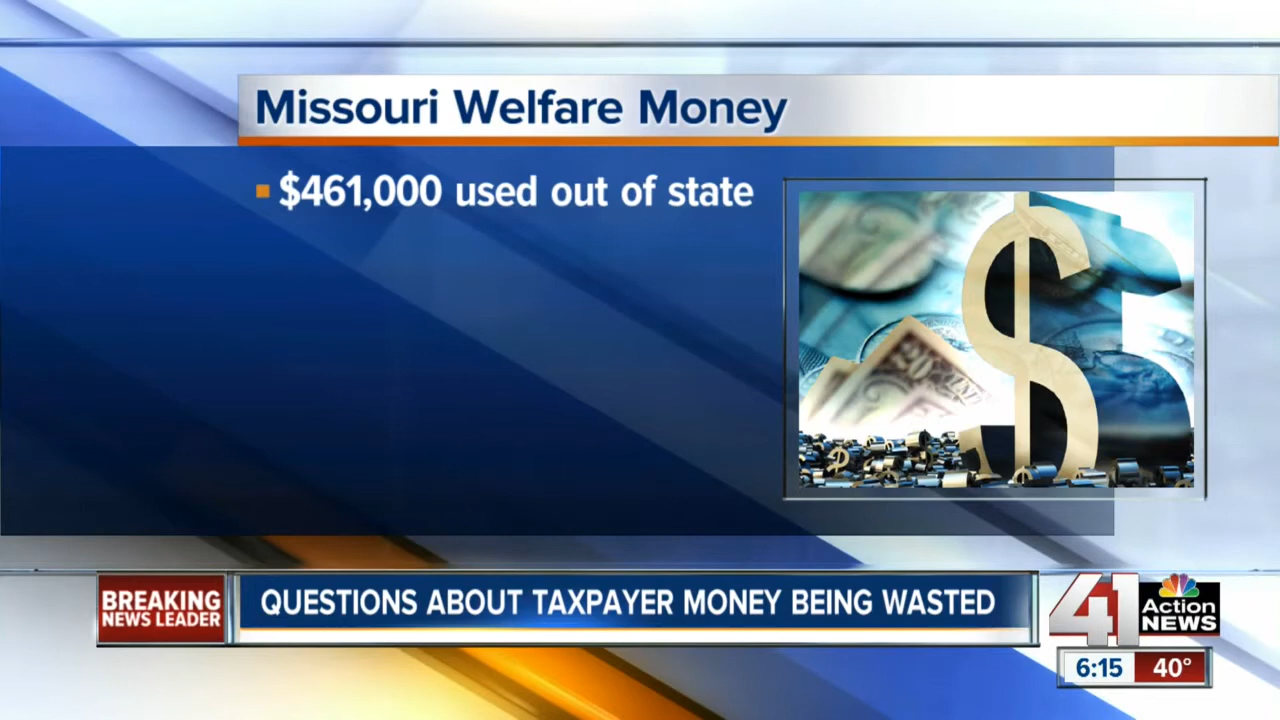 Missouri Welfare Money
$461,000 used out of state
BREAKING
NEWS LEADER
QUESTIONS ABOUT TAXPAYER MONEY BEING WASTED
41
Action
NEWS
6:15 40°